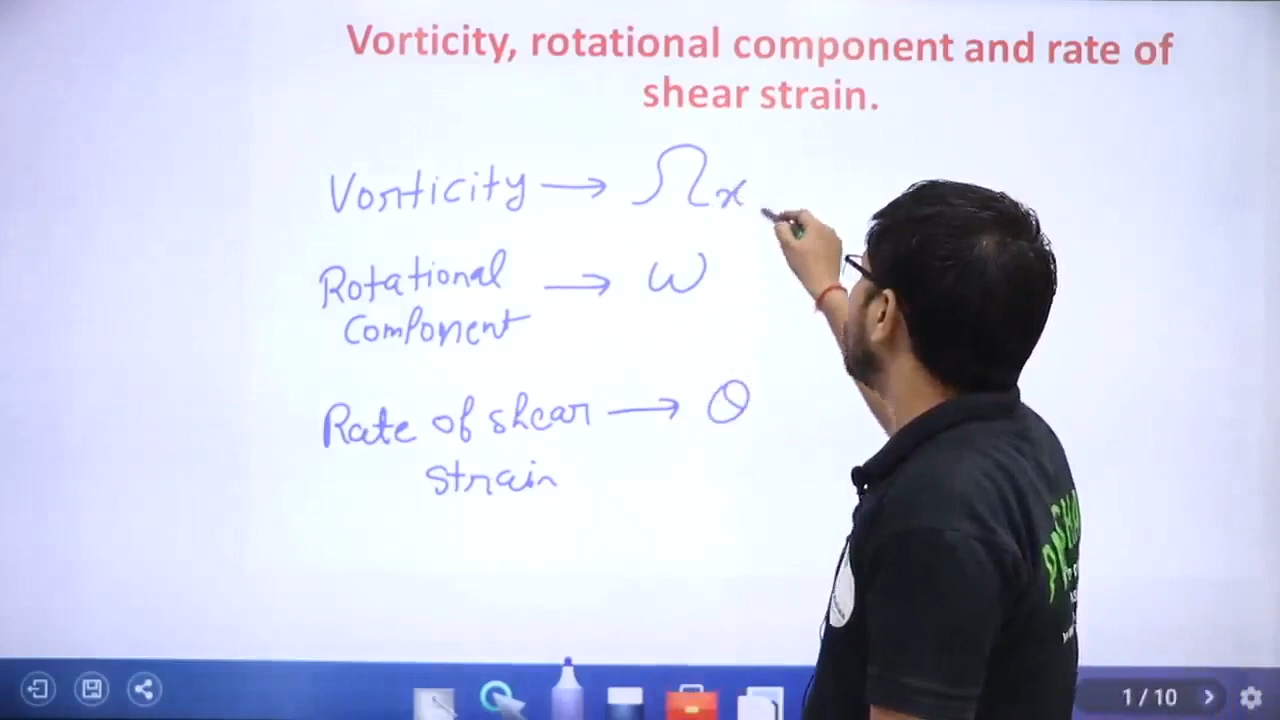 Vorticity, rotational component and rate of
shear strain.
Vorticity → Ωx
Rotational → ω
Component
Rate of shear → θ
strain
1 / 10